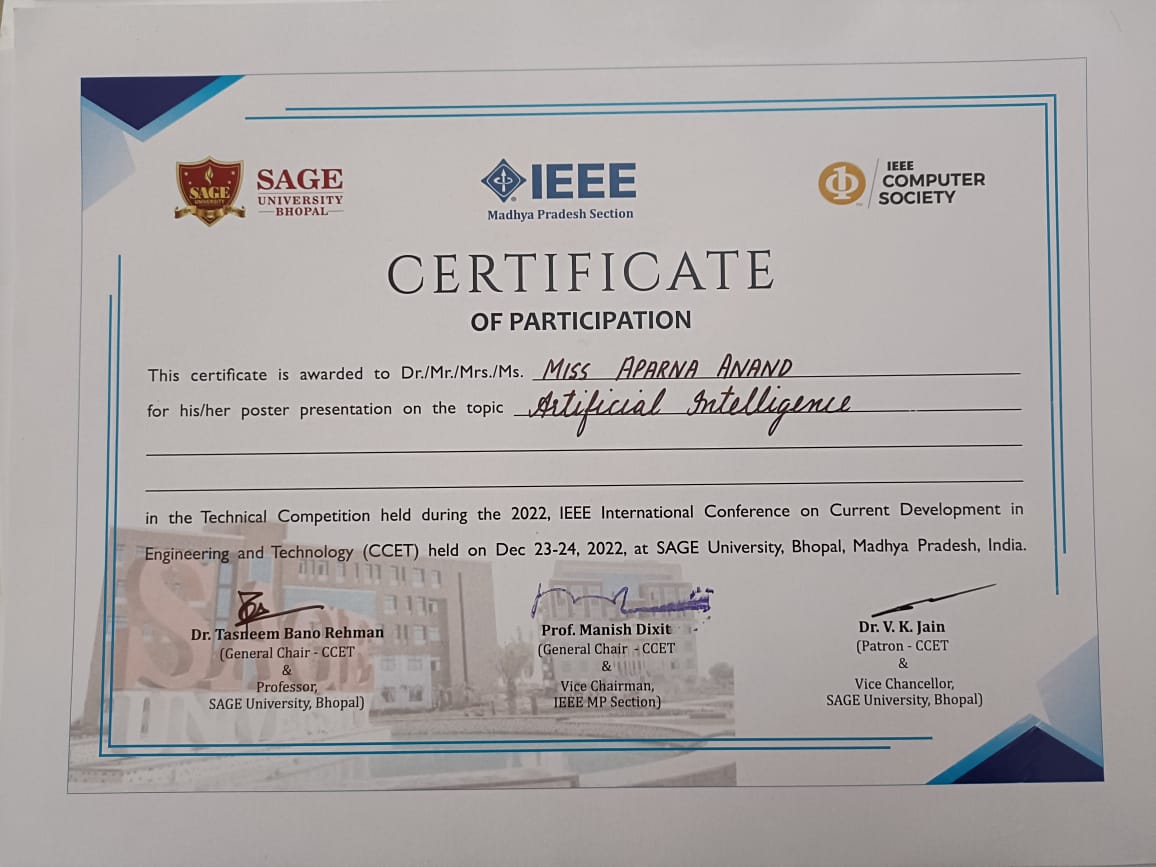 SAGE
UNIVERSITY
SAGE
UNIVERSITY
BHOPAL
IEEE
Madhya Pradesh Section
IEEE
COMPUTER
SOCIETY
CERTIFICATE
OF PARTICIPATION
This certificate is awarded to Dr./Mr./Mrs./Ms. MISS APARNA ANAND
for his/her poster presentation on the topic Artificial Intelligence
in the Technical Competition held during the 2022, IEEE International Conference on Current Development in
Engineering and Technology (CCET) held on Dec 23-24, 2022, at SAGE University, Bhopal, Madhya Pradesh, India.
Dr. Tasneem Bano Rehman
(General Chair - CCET
&
Professor,
SAGE University, Bhopal)
Prof. Manish Dixit
(General Chair - CCET
&
Vice Chairman,
IEEE MP Section)
Dr. V. K. Jain
(Patron - CCET
&
Vice Chancellor,
SAGE University, Bhopal)